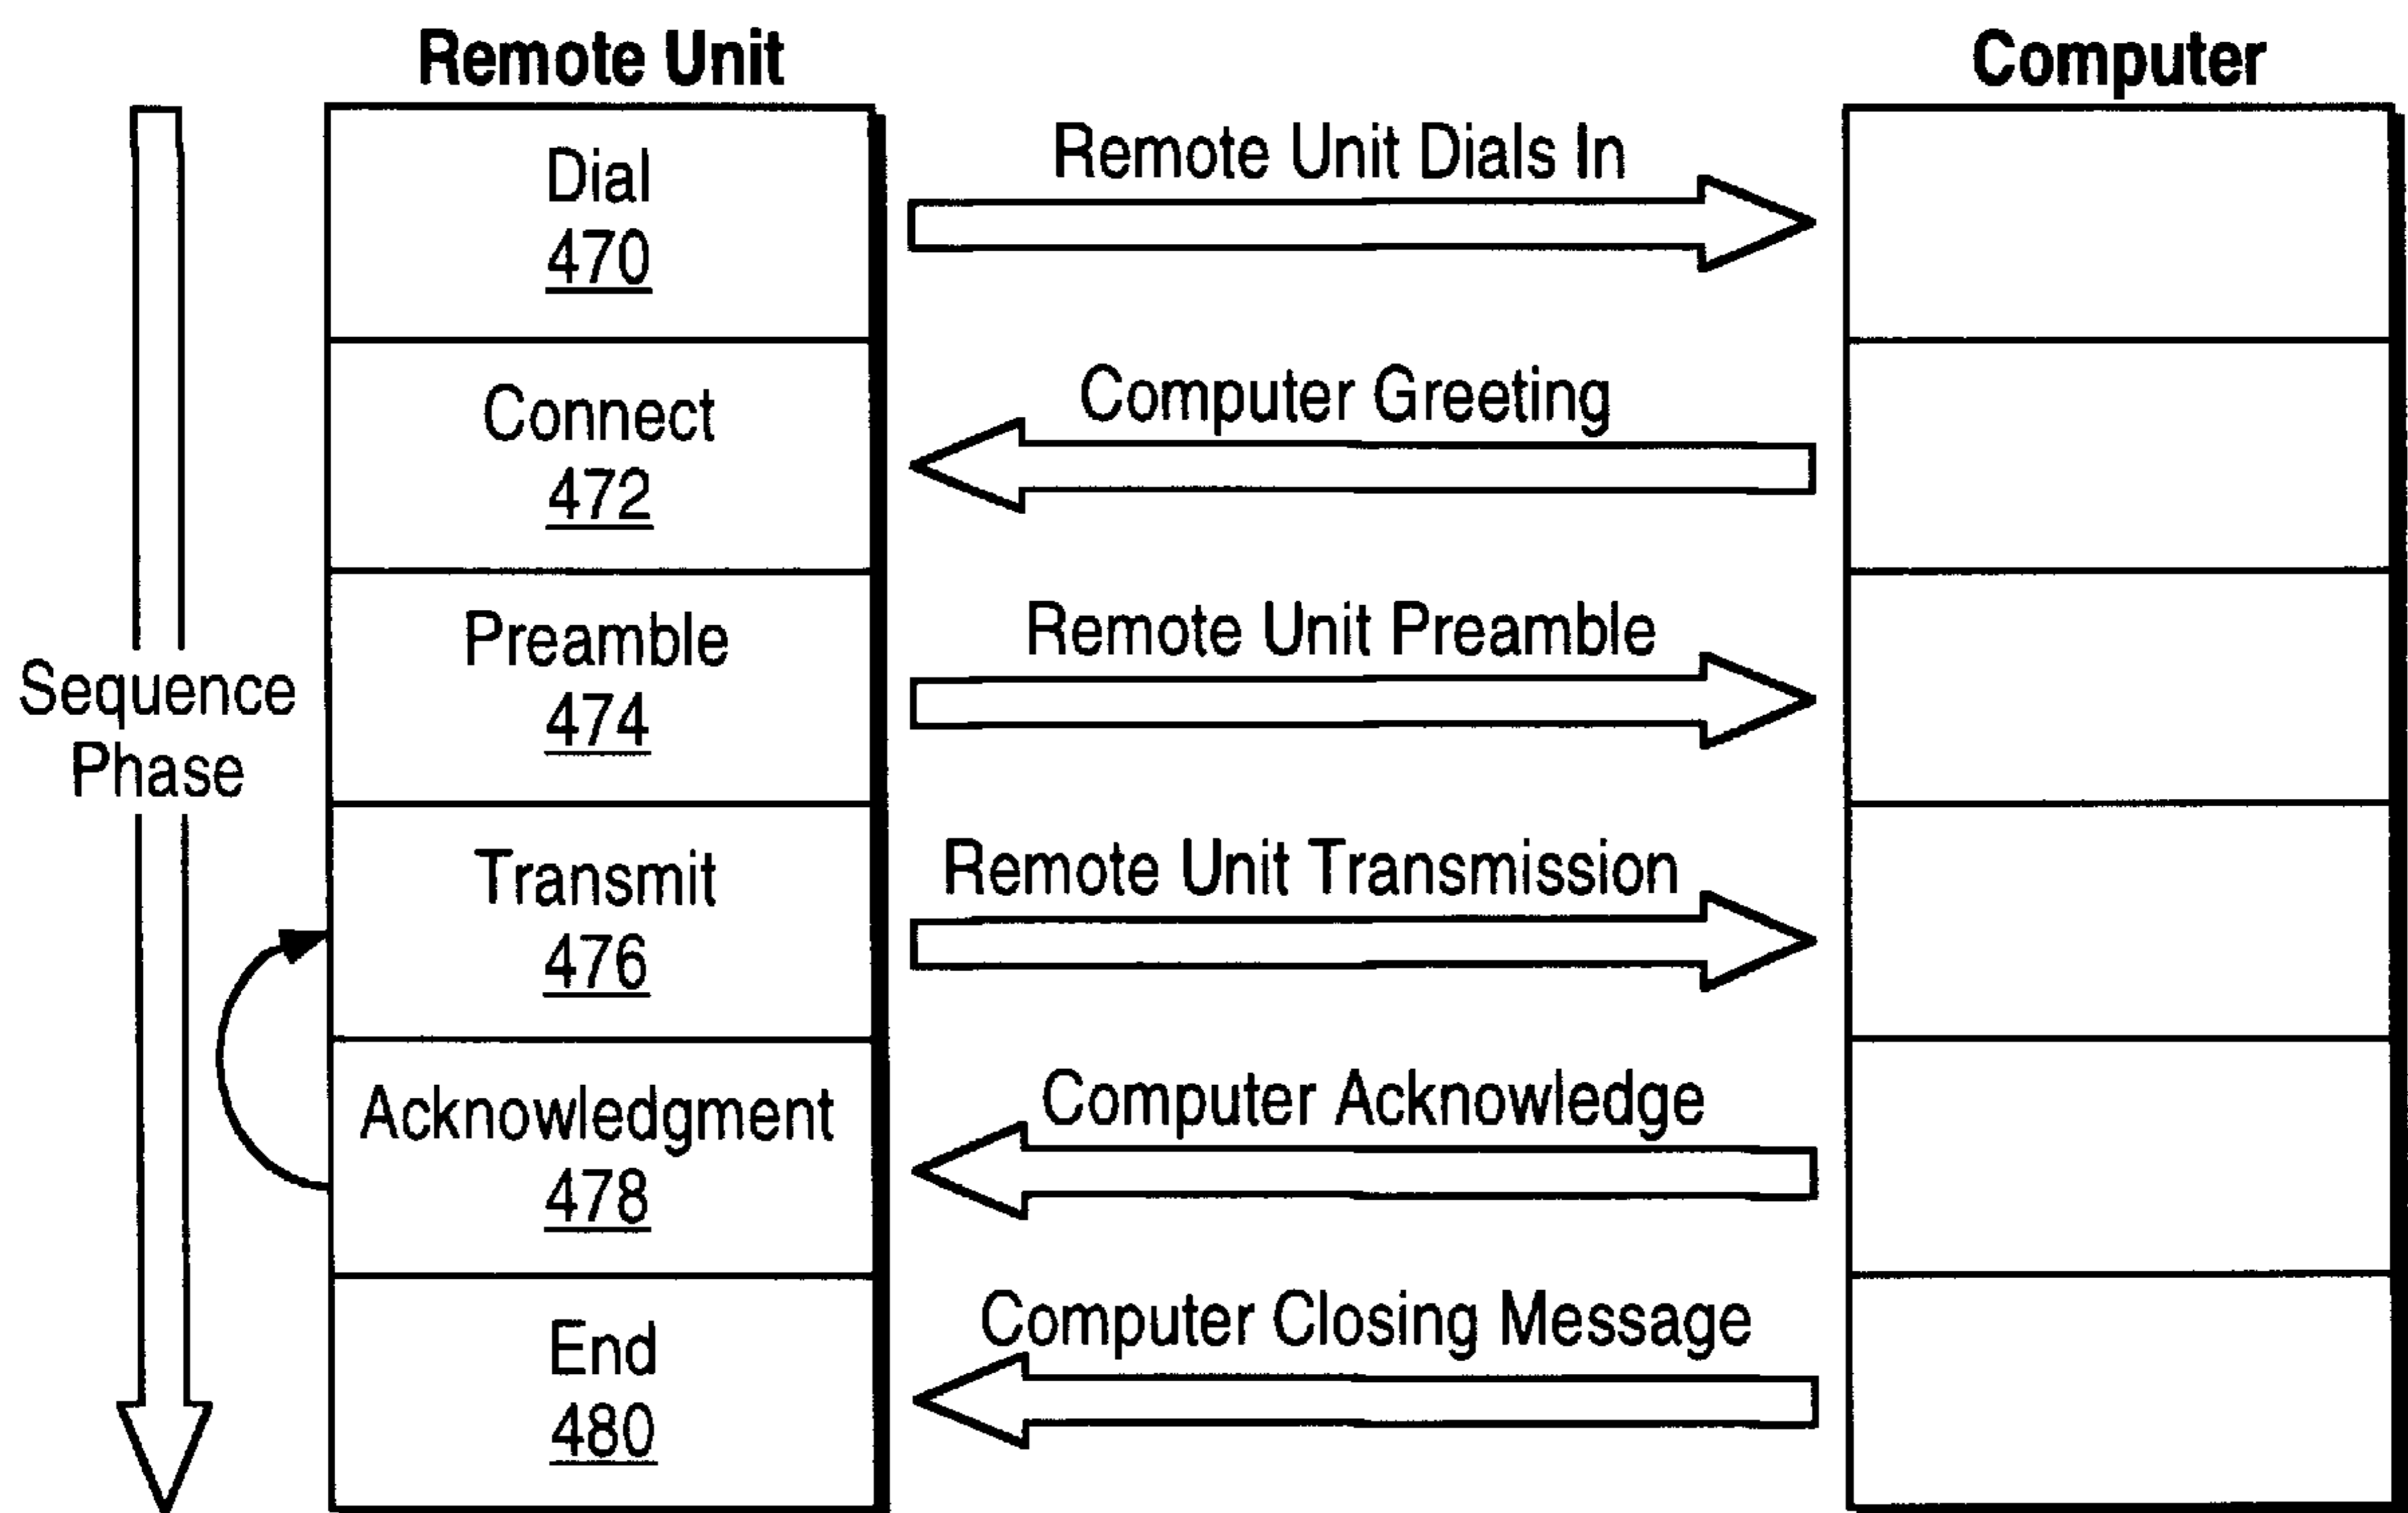 Remote Unit
Computer
Dial
470
Remote Unit Dials In
Connect
472
Computer Greeting
Preamble
474
Remote Unit Preamble
Sequence
Phase
Transmit
476
Remote Unit Transmission
Acknowledgment
478
Computer Acknowledge
End
480
Computer Closing Message